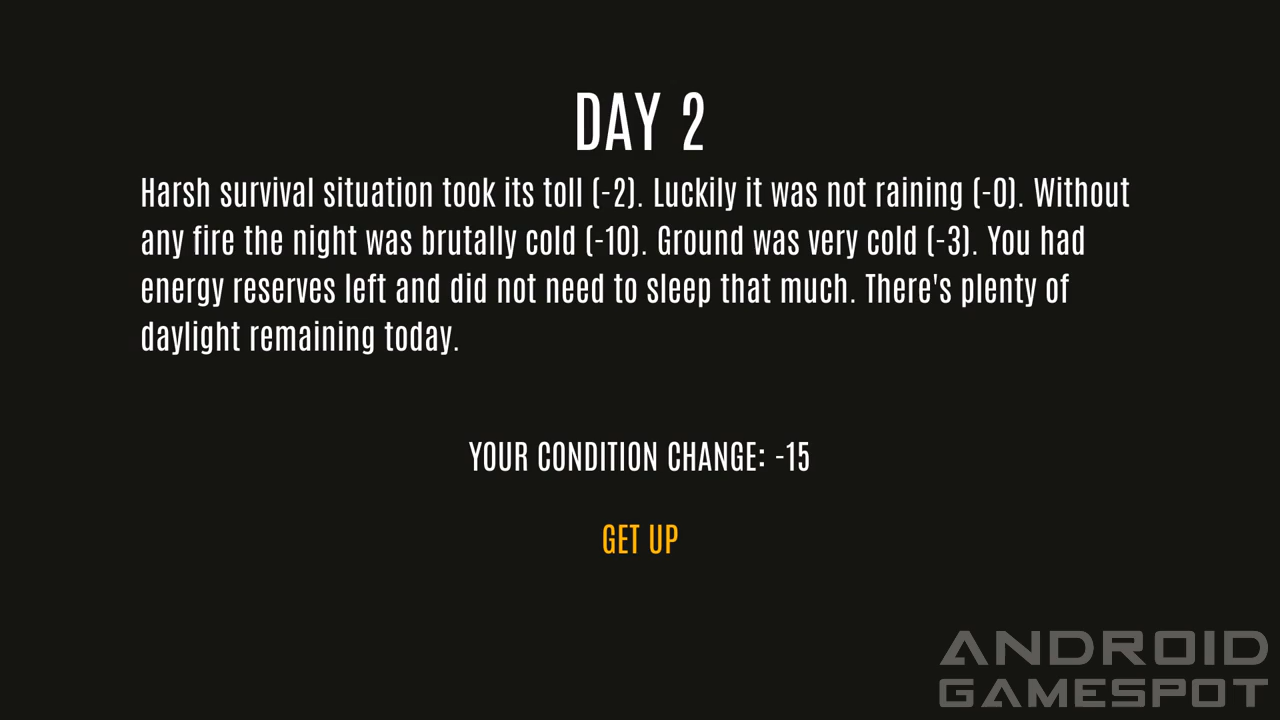 DAY 2
Harsh survival situation took its toll (-2). Luckily it was not raining (-0). Without
any fire the night was brutally cold (-10). Ground was very cold (-3). You had
energy reserves left and did not need to sleep that much. There's plenty of
daylight remaining today.
YOUR CONDITION CHANGE: -15
GET UP
ANDROID
GAMESPOT